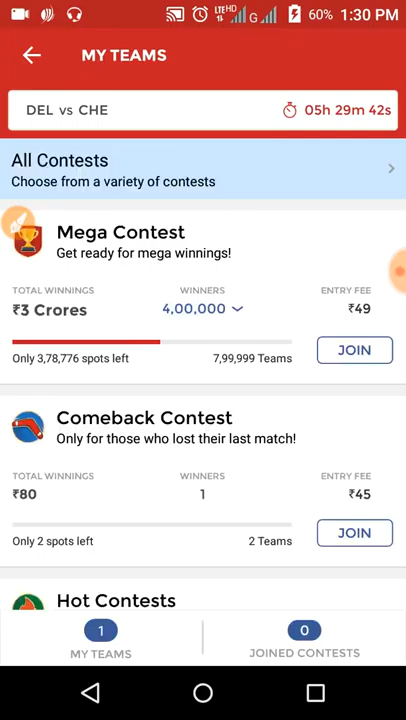 LTE HD G 60% 1:30 PM
MY TEAMS
DEL vs CHE 05h 29m 42s
All Contests
Choose from a variety of contests
Mega Contest
Get ready for mega winnings!
TOTAL WINNINGS WINNERS ENTRY FEE
₹3 Crores 4,00,000 ₹49
Only 3,78,776 spots left 7,99,999 Teams JOIN
Comeback Contest
Only for those who lost their last match!
TOTAL WINNINGS WINNERS ENTRY FEE
₹80 1 ₹45
Only 2 spots left 2 Teams JOIN
Hot Contests
1 0
MY TEAMS JOINED CONTESTS